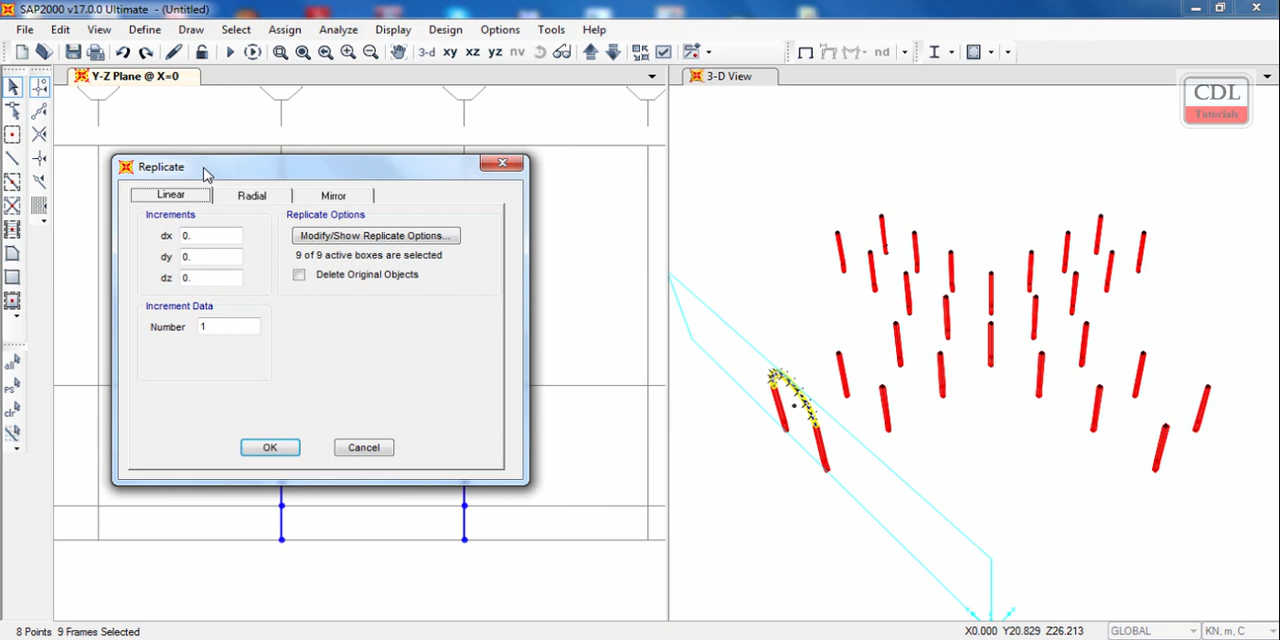 SAP2000 v17.0.0 Ultimate - (Untitled)
File Edit View Define Draw Select Assign Analyze Display Design Options Tools Help
3-d xy xz yz nv nd
Y-Z Plane @ X=0
3-D View
CDL
Tutorials
Replicate
Linear Radial Mirror
Increments
dx 0.
dy 0.
dz 0.
Increment Data
Number 1
Replicate Options
Modify/Show Replicate Options...
9 of 9 active boxes are selected
Delete Original Objects
OK Cancel
all
PS
clr
8 Points 9 Frames Selected
X0.000 Y20.829 Z26.213
GLOBAL
KN, m, C